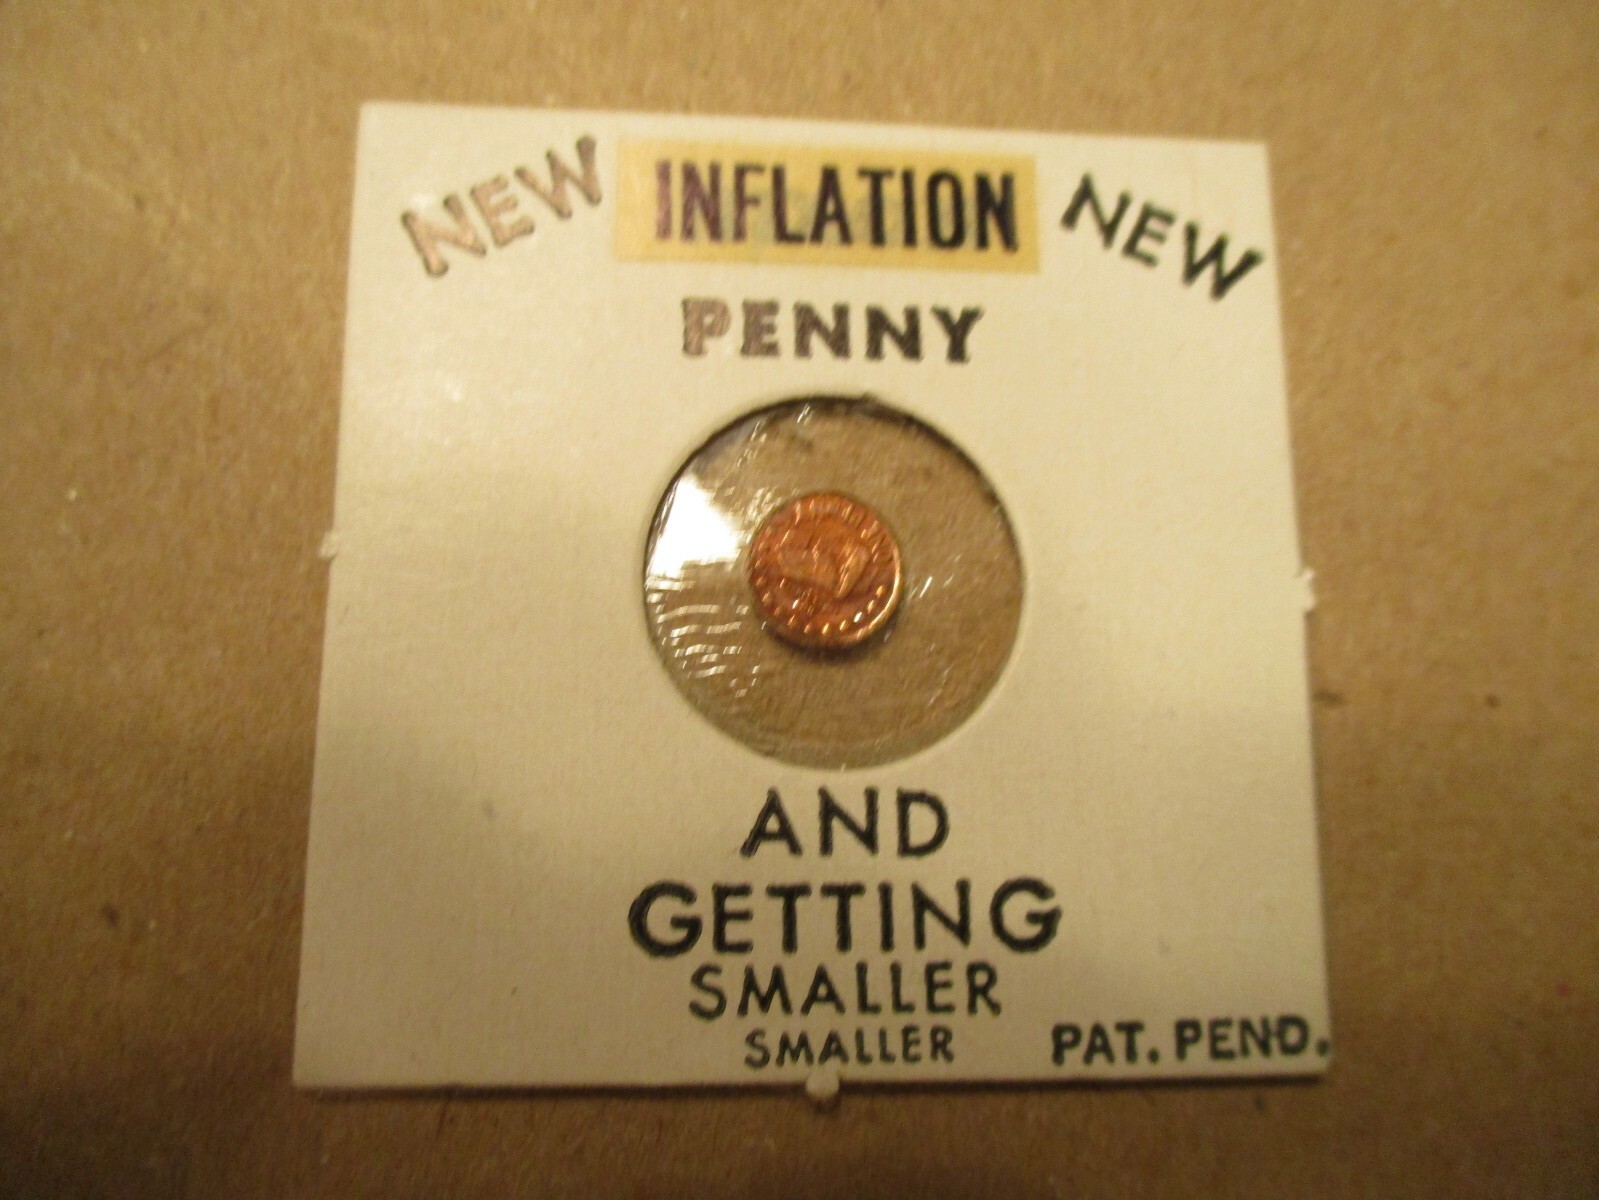 NEW INFLATION NEW
PENNY
AND
GETTING
SMALLER
SMALLER
PAT. PEND.